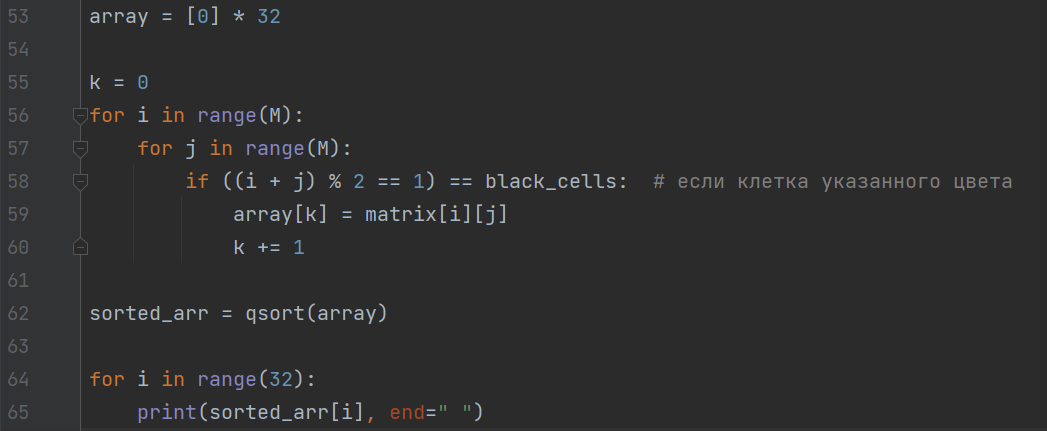 53 array = [0] * 32
54
55 k = 0
56 for i in range(M):
57     for j in range(M):
58         if ((i + j) % 2 == 1) == black_cells:  # если клетка указанного цвета
59             array[k] = matrix[i][j]
60             k += 1
61
62 sorted_arr = qsort(array)
63
64 for i in range(32):
65     print(sorted_arr[i], end=" ")